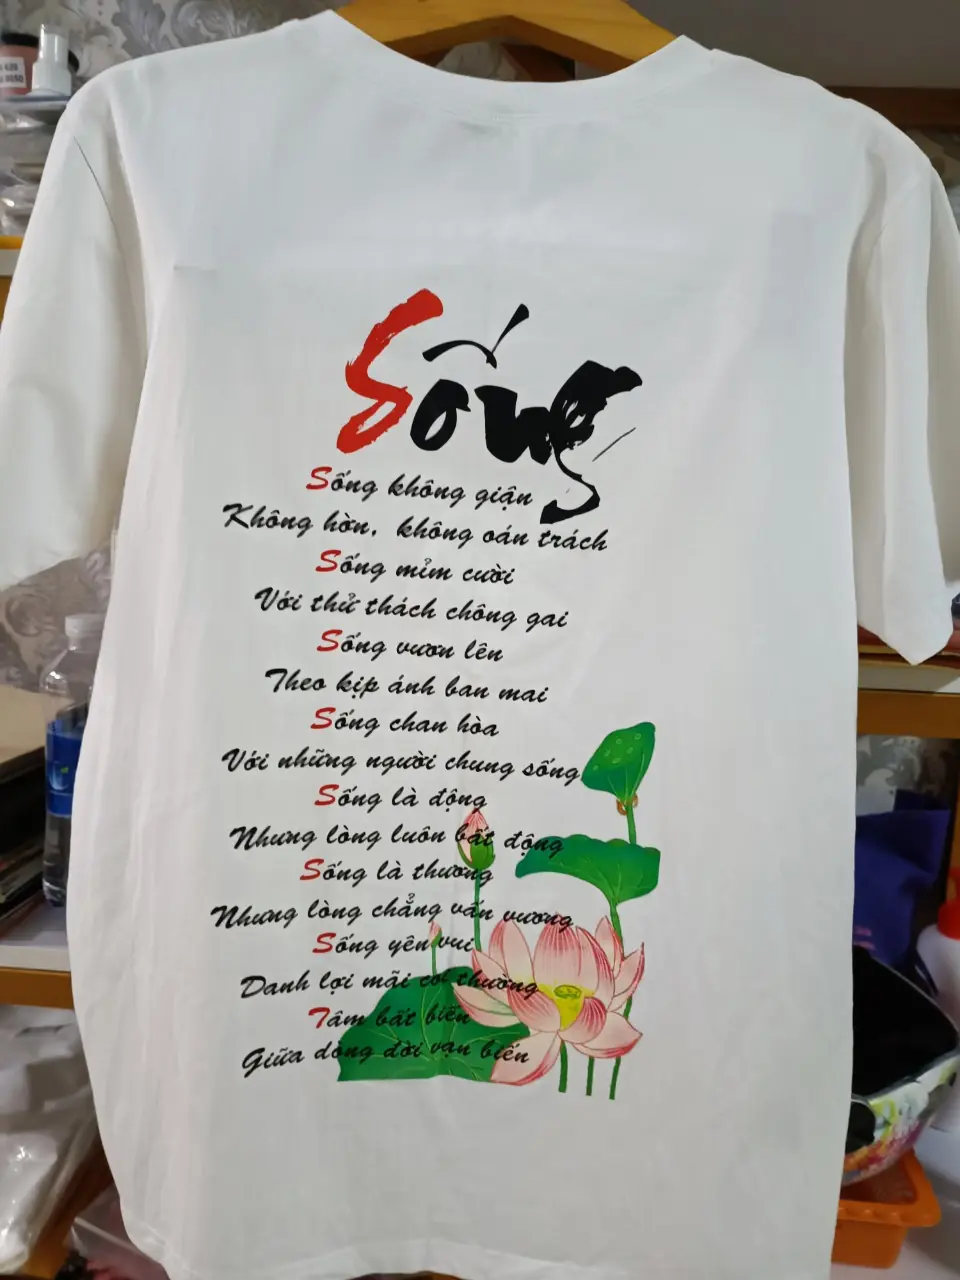 Sống
Sống không giận
Không hờn, không oán trách
Sống mỉm cười
Với thử thách chông gai
Sống vươn lên
Theo kịp ánh ban mai
Sống chan hòa
Với những người chung sống
Sống là động
Nhưng lòng luôn bất động
Sống là thương
Nhưng lòng chẳng vấn vương
Sống yên vui
Danh lợi mãi coi thường
Tâm bất biến
Giữa dòng đời vạn biến